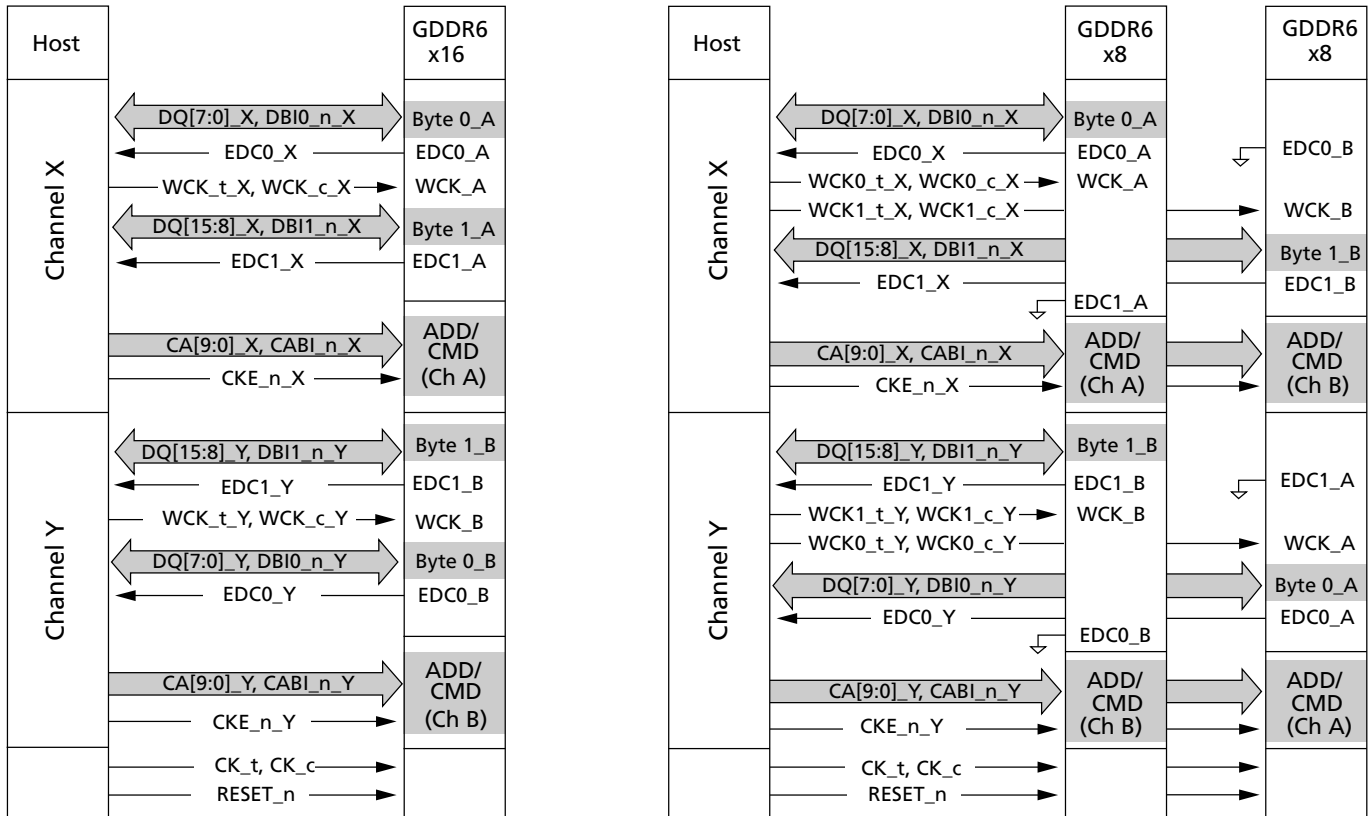 Host
GDDR6
x16
Channel X
DQ[7:0]_X, DBI0_n_X
Byte 0_A
EDC0_X
EDC0_A
WCK_t_X, WCK_c_X
WCK_A
DQ[15:8]_X, DBI1_n_X
Byte 1_A
EDC1_X
EDC1_A
CA[9:0]_X, CABI_n_X
CKE_n_X
ADD/
CMD
(Ch A)
Channel Y
DQ[15:8]_Y, DBI1_n_Y
Byte 1_B
EDC1_Y
EDC1_B
WCK_t_Y, WCK_c_Y
WCK_B
DQ[7:0]_Y, DBI0_n_Y
Byte 0_B
EDC0_Y
EDC0_B
CA[9:0]_Y, CABI_n_Y
CKE_n_Y
ADD/
CMD
(Ch B)
CK_t, CK_c
RESET_n
Host
GDDR6
x8
GDDR6
x8
Channel X
DQ[7:0]_X, DBI0_n_X
Byte 0_A
EDC0_X
EDC0_A
EDC0_B
WCK0_t_X, WCK0_c_X
WCK_A
WCK1_t_X, WCK1_c_X
WCK_B
DQ[15:8]_X, DBI1_n_X
Byte 1_B
EDC1_X
EDC1_B
EDC1_A
CA[9:0]_X, CABI_n_X
CKE_n_X
ADD/
CMD
(Ch A)
ADD/
CMD
(Ch B)
Channel Y
DQ[15:8]_Y, DBI1_n_Y
Byte 1_B
EDC1_Y
EDC1_B
EDC1_A
WCK1_t_Y, WCK1_c_Y
WCK_B
WCK0_t_Y, WCK0_c_Y
WCK_A
DQ[7:0]_Y, DBI0_n_Y
Byte 0_A
EDC0_Y
EDC0_A
EDC0_B
CA[9:0]_Y, CABI_n_Y
CKE_n_Y
ADD/
CMD
(Ch B)
ADD/
CMD
(Ch A)
CK_t, CK_c
RESET_n